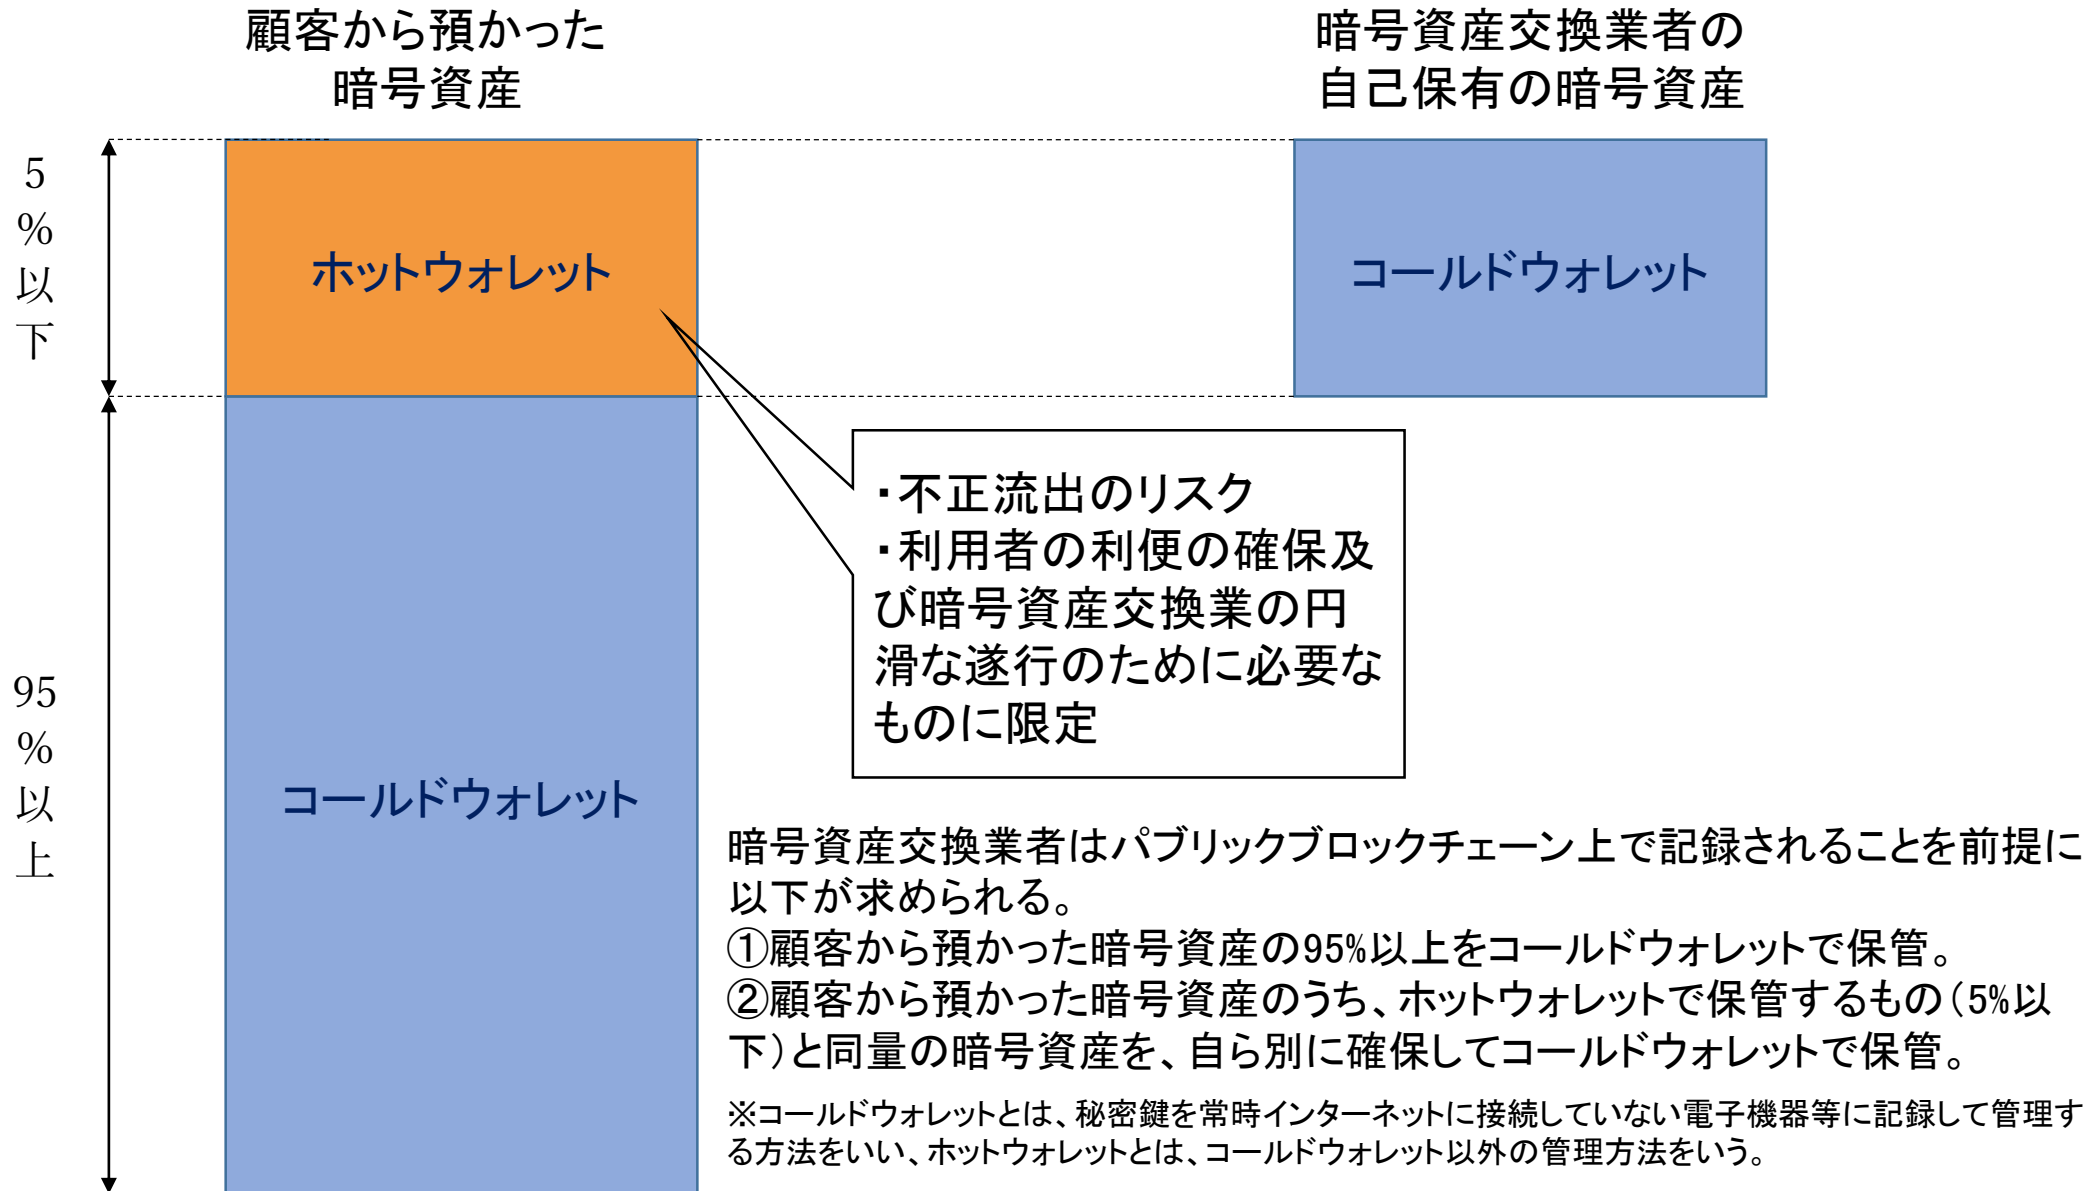 顧客から預かった
暗号資産
暗号資産交換業者の
自己保有の暗号資産
5%以下
ホットウォレット
コールドウォレット
・不正流出のリスク
・利用者の利便の確保及
び暗号資産交換業の円
滑な遂行のために必要な
ものに限定
95%以上
コールドウォレット
暗号資産交換業者はパブリックブロックチェーン上で記録されることを前提に
以下が求められる。
①顧客から預かった暗号資産の95%以上をコールドウォレットで保管。
②顧客から預かった暗号資産のうち、ホットウォレットで保管するもの(5%以
下)と同量の暗号資産を、自ら別に確保してコールドウォレットで保管。
※コールドウォレットとは、秘密鍵を常時インターネットに接続していない電子機器等に記録して管理す
る方法をいい、ホットウォレットとは、コールドウォレット以外の管理方法をいう。